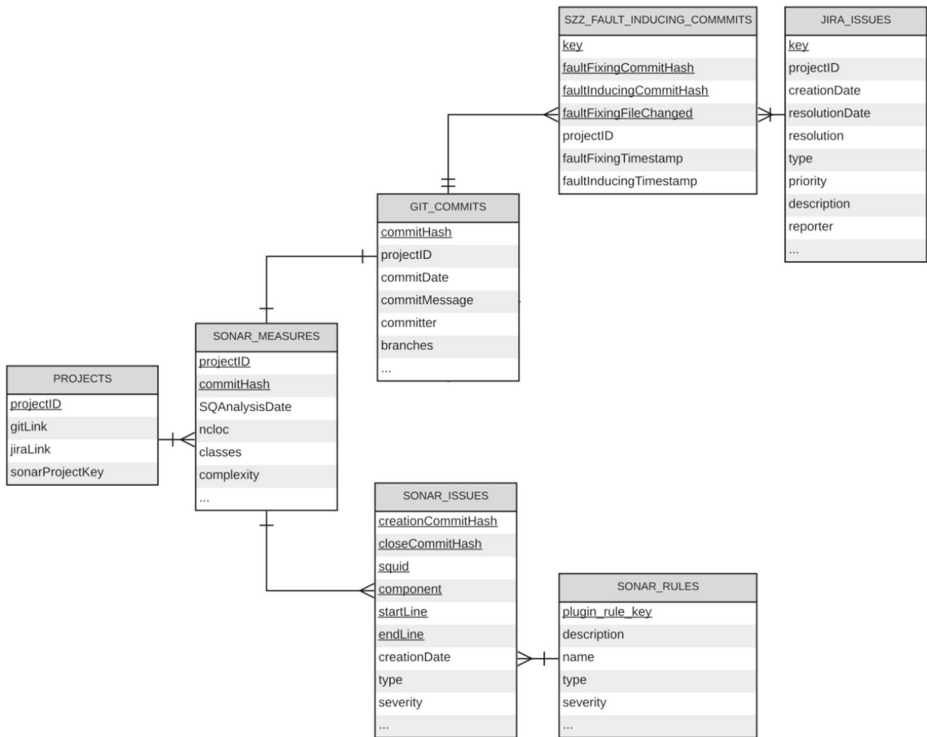 SZZ_FAULT_INDUCING_COMMMITS
key
faultFixingCommitHash
faultInducingCommitHash
faultFixingFileChanged
projectID
faultFixingTimestamp
faultInducingTimestamp
JIRA_ISSUES
key
projectID
creationDate
resolutionDate
resolution
type
priority
description
reporter
...
GIT_COMMITS
commitHash
projectID
commitDate
commitMessage
committer
branches
...
SONAR_MEASURES
projectID
commitHash
SQAnalysisDate
ncloc
classes
complexity
...
PROJECTS
projectID
gitLink
jiraLink
sonarProjectKey
SONAR_ISSUES
creationCommitHash
closeCommitHash
squid
component
startLine
endLine
creationDate
type
severity
...
SONAR_RULES
plugin_rule_key
description
name
type
severity
...